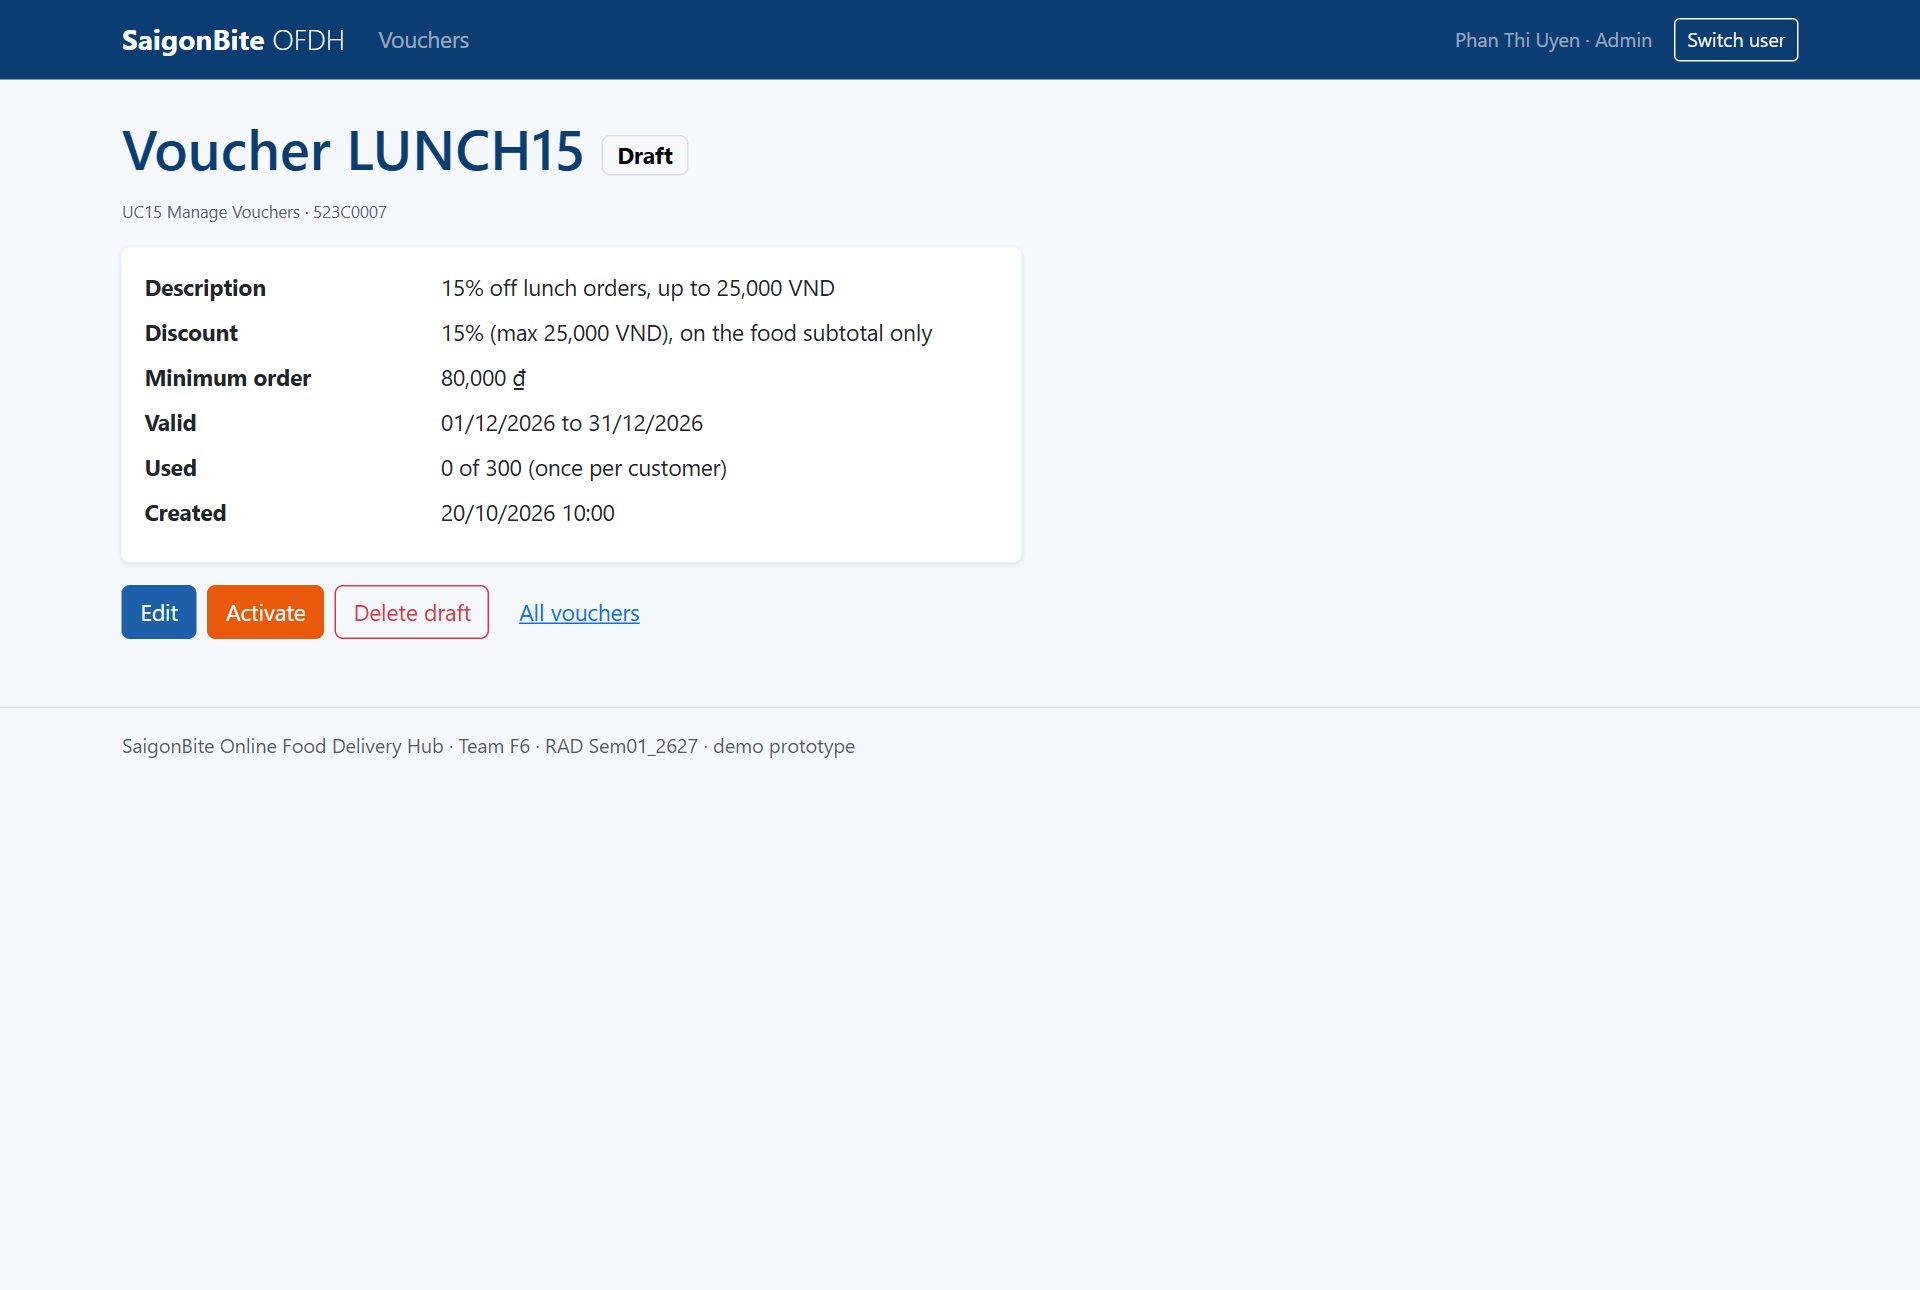 SaigonBite OFDH Vouchers Phan Thi Uyen · Admin Switch user
Voucher LUNCH15 Draft
UC15 Manage Vouchers · 523C0007
Description 15% off lunch orders, up to 25,000 VND
Discount 15% (max 25,000 VND), on the food subtotal only
Minimum order 80,000 ₫
Valid 01/12/2026 to 31/12/2026
Used 0 of 300 (once per customer)
Created 20/10/2026 10:00
Edit Activate Delete draft All vouchers
SaigonBite Online Food Delivery Hub · Team F6 · RAD Sem01_2627 · demo prototype